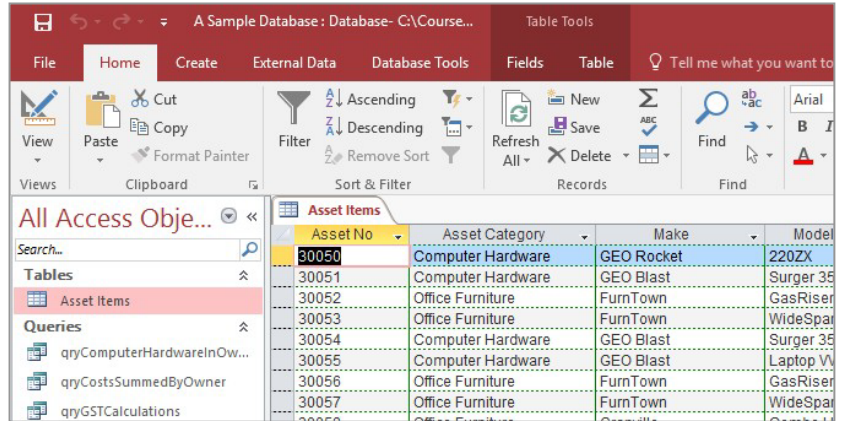 A Sample Database : Database- C:\Course... Table Tools
File Home Create External Data Database Tools Fields Table Tell me what you want to
View
Paste
Cut
Copy
Format Painter
Filter
Ascending
Descending
Remove Sort
Refresh
All
New
Save
Delete
ABC
Find
ab
ac
Arial
B I
A
Views Clipboard Sort & Filter Records Find
All Access Obje... «
Search...
Tables
Asset Items
Queries
qryComputerHardwareInOw...
qryCostsSummedByOwner
qryGSTCalculations
Asset Items
Asset No Asset Category Make Model
30050 Computer Hardware GEO Rocket 220ZX
30051 Computer Hardware GEO Blast Surger 35
30052 Office Furniture FurnTown GasRiser
30053 Office Furniture FurnTown WideSpar
30054 Computer Hardware GEO Blast Surger 35
30055 Computer Hardware GEO Blast Laptop
30056 Office Furniture FurnTown GasRiser
30057 Office Furniture FurnTown WideSpar